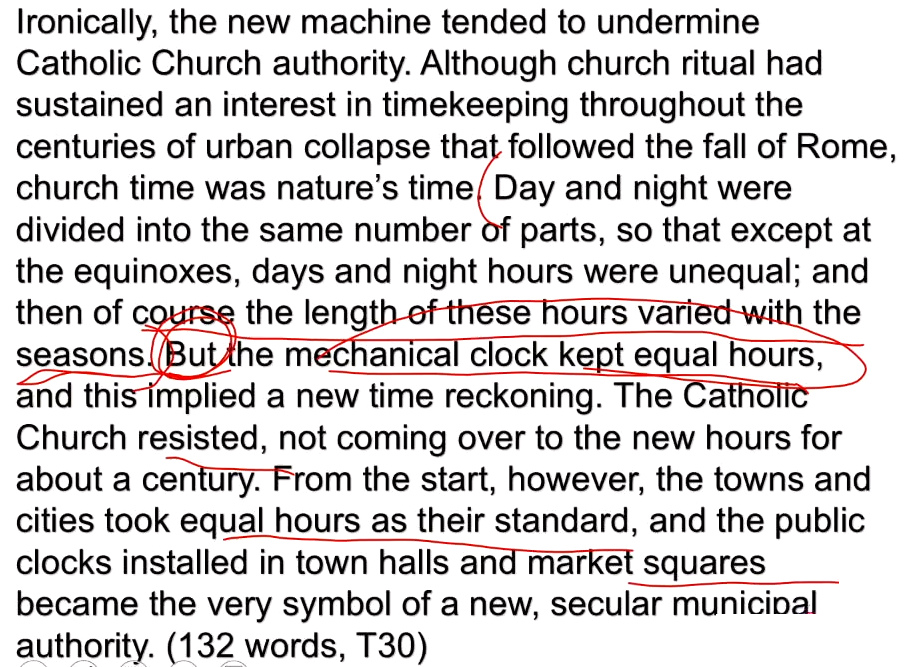 Ironically, the new machine tended to undermine
Catholic Church authority. Although church ritual had
sustained an interest in timekeeping throughout the
centuries of urban collapse that followed the fall of Rome,
church time was nature's time. Day and night were
divided into the same number of parts, so that except at
the equinoxes, days and night hours were unequal; and
then of course the length of these hours varied with the
seasons. But the mechanical clock kept equal hours,
and this implied a new time reckoning. The Catholic
Church resisted, not coming over to the new hours for
about a century. From the start, however, the towns and
cities took equal hours as their standard, and the public
clocks installed in town halls and market squares
became the very symbol of a new, secular municipal
authority. (132 words, T30)